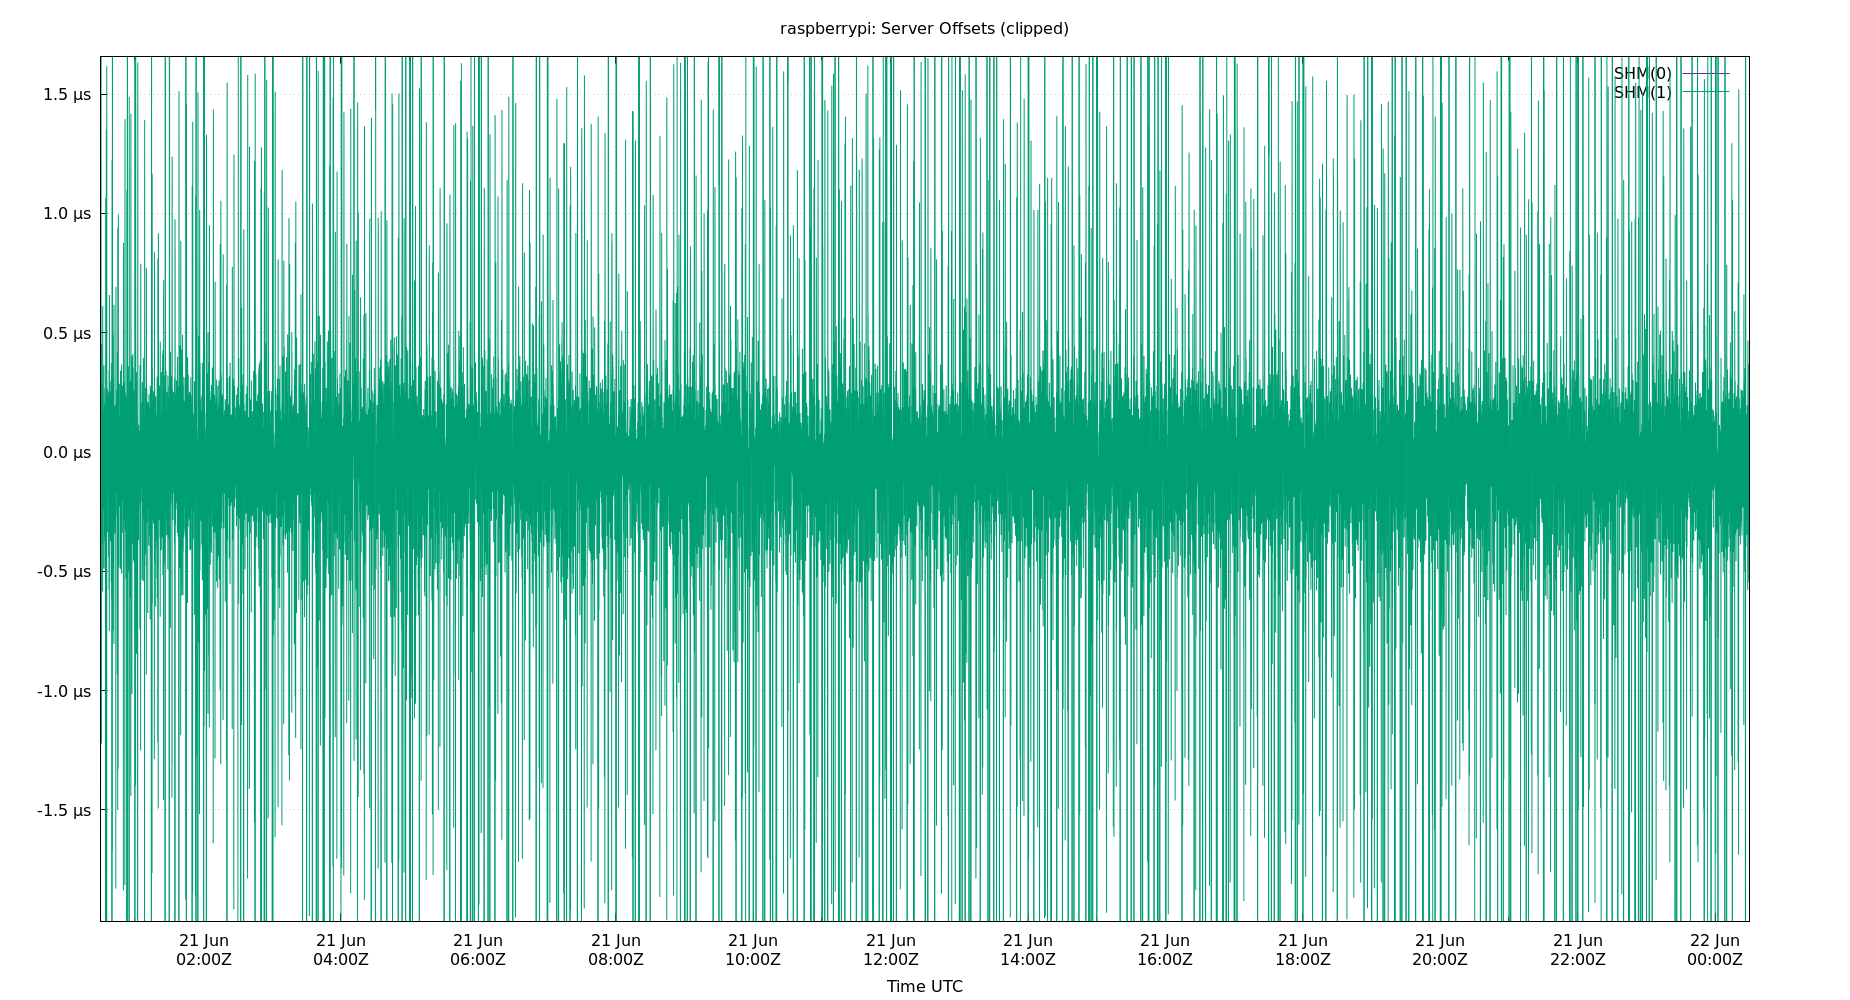 raspberrypi: Server Offsets (clipped)
SHM(0)
SHM(1)
1.5 µs
1.0 µs
0.5 µs
0.0 µs
-0.5 µs
-1.0 µs
-1.5 µs
21 Jun 21 Jun 21 Jun 21 Jun 21 Jun 21 Jun 21 Jun 21 Jun 21 Jun 21 Jun 21 Jun 22 Jun
02:00Z 04:00Z 06:00Z 08:00Z 10:00Z 12:00Z 14:00Z 16:00Z 18:00Z 20:00Z 22:00Z 00:00Z
Time UTC